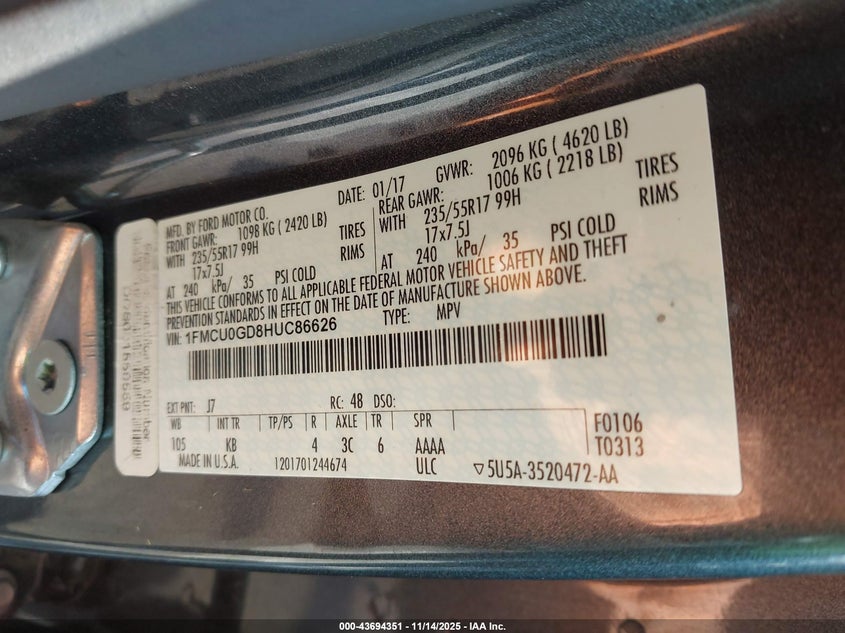 MFD. BY FORD MOTOR CO.
DATE: 01/17
GVWR: 2096 KG ( 4620 LB)
FRONT GAWR: 1098 KG ( 2420 LB)
REAR GAWR: 1006 KG ( 2218 LB)
WITH 235/55R17 99H TIRES
WITH 235/55R17 99H TIRES
17x7.5J RIMS
17x7.5J RIMS
AT 240 kPa/ 35 PSI COLD
AT 240 kPa/ 35 PSI COLD
THIS VEHICLE CONFORMS TO ALL APPLICABLE FEDERAL MOTOR VEHICLE SAFETY AND THEFT
PREVENTION STANDARDS IN EFFECT ON THE DATE OF MANUFACTURE SHOWN ABOVE.
VIN: 1FMCU0GD8HUC86626
TYPE: MPV
EXT PNT: J7 RC: 48 DSO:
WB INT TR TP/PS R AXLE TR SPR
105 KB 4 3C 6 AAAA
F0106
T0313
MADE IN U.S.A. 1201701244674 ULC ▽5U5A-3520472-AA
000-43694351 | 11/14/2025 - IAA Inc.